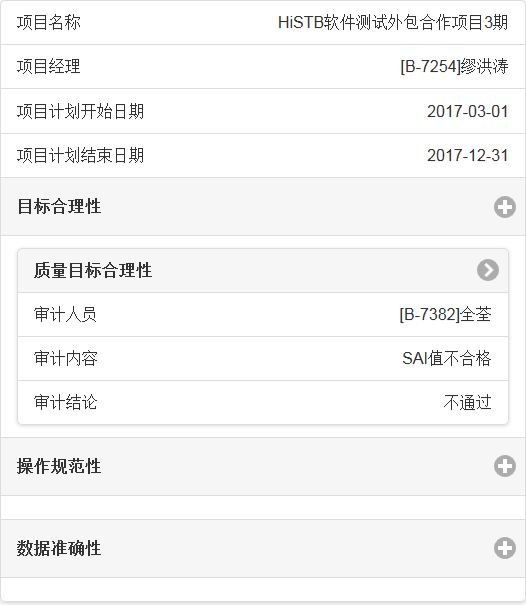 项目名称 HiSTB软件测试外包合作项目3期
项目经理 [B-7254]缪洪涛
项目计划开始日期 2017-03-01
项目计划结束日期 2017-12-31
目标合理性
质量目标合理性
审计人员 [B-7382]全荃
审计内容 SAI值不合格
审计结论 不通过
操作规范性
数据准确性